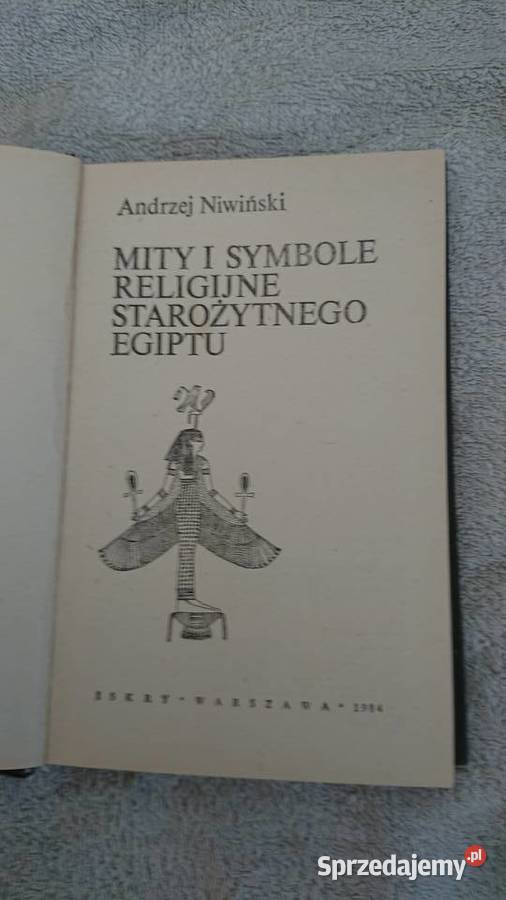 Andrzej Niwiński
MITY I SYMBOLE
RELIGIJNE
STAROŻYTNEGO
EGIPTU
ISKRY • WARSZAWA • 1984
Sprzedajemy.pl